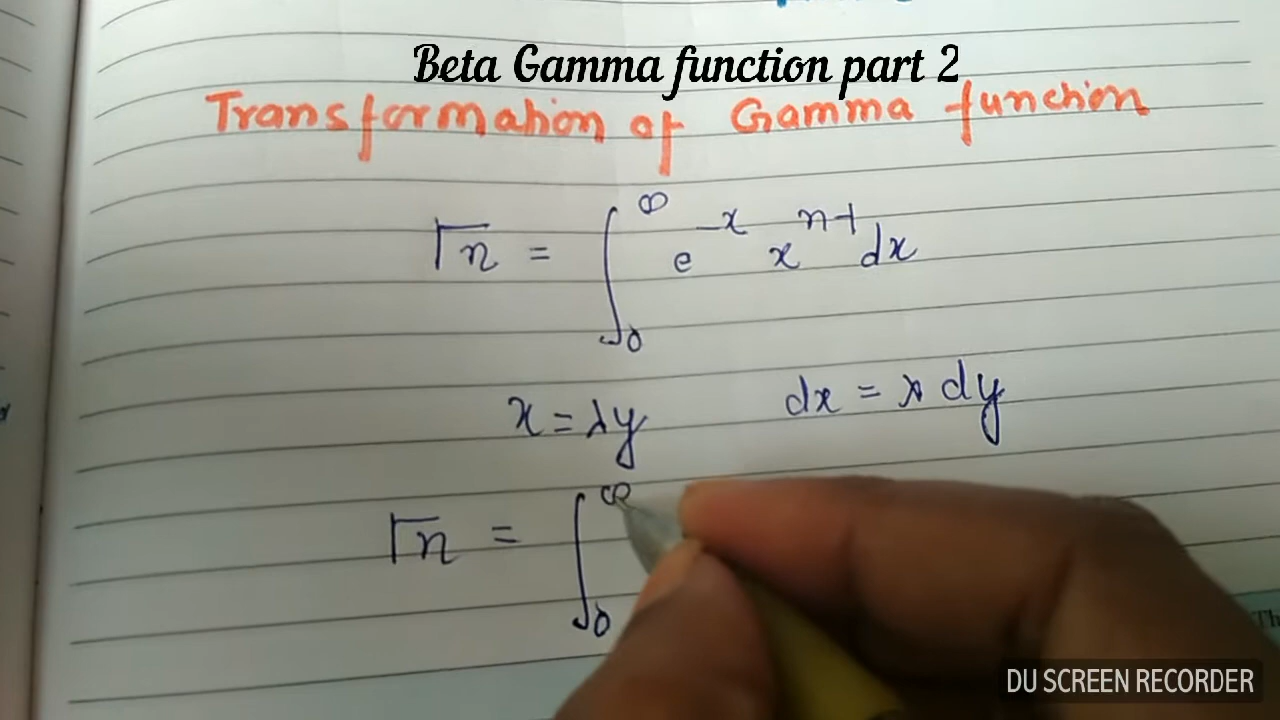 Beta Gamma function part 2
Transformation of Gamma function
Γn = ∫₀^∞ e^-x x^n-1 dx
x = λy dx = λ dy
Γn = ∫₀^∞
DU SCREEN RECORDER